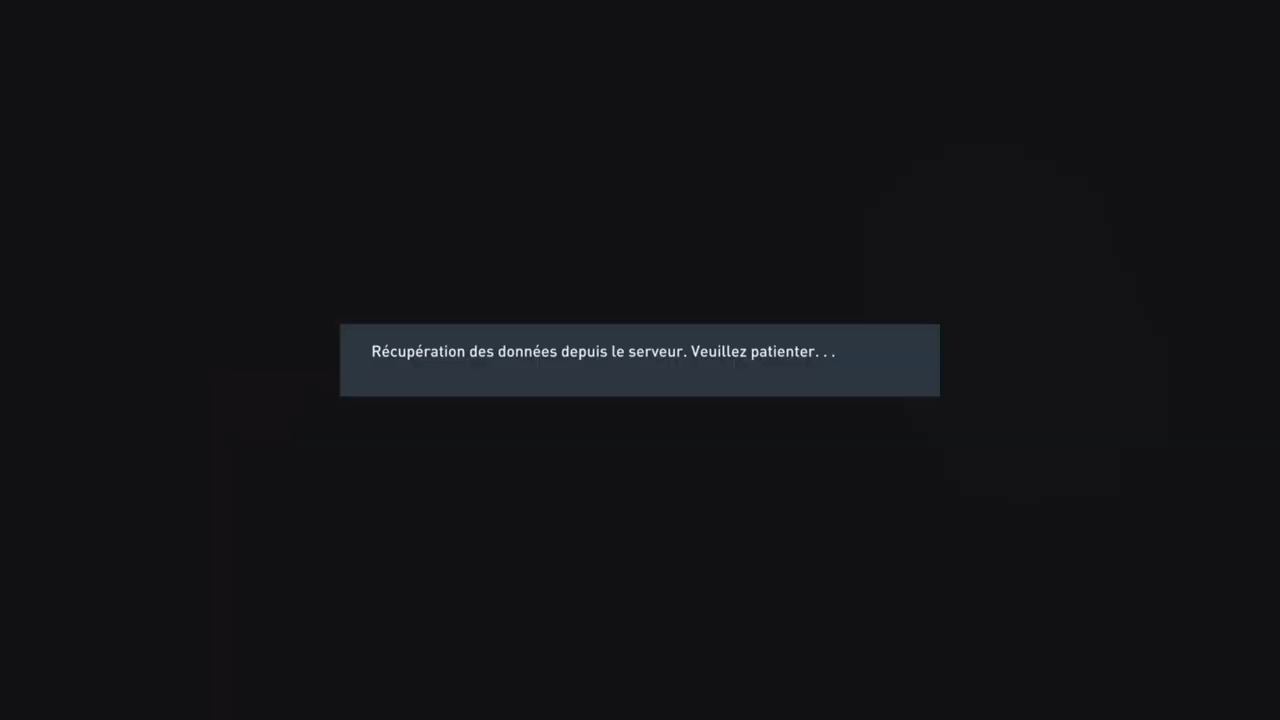 Récupération des données depuis le serveur. Veuillez patienter. . .